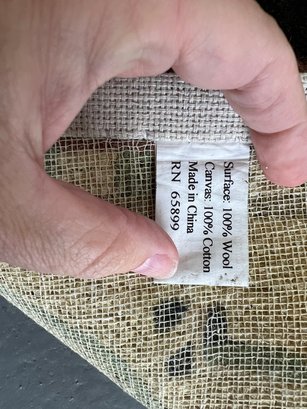 Surface: 100% Wool
Canvas: 100% Cotton
Made in China
RN 65899